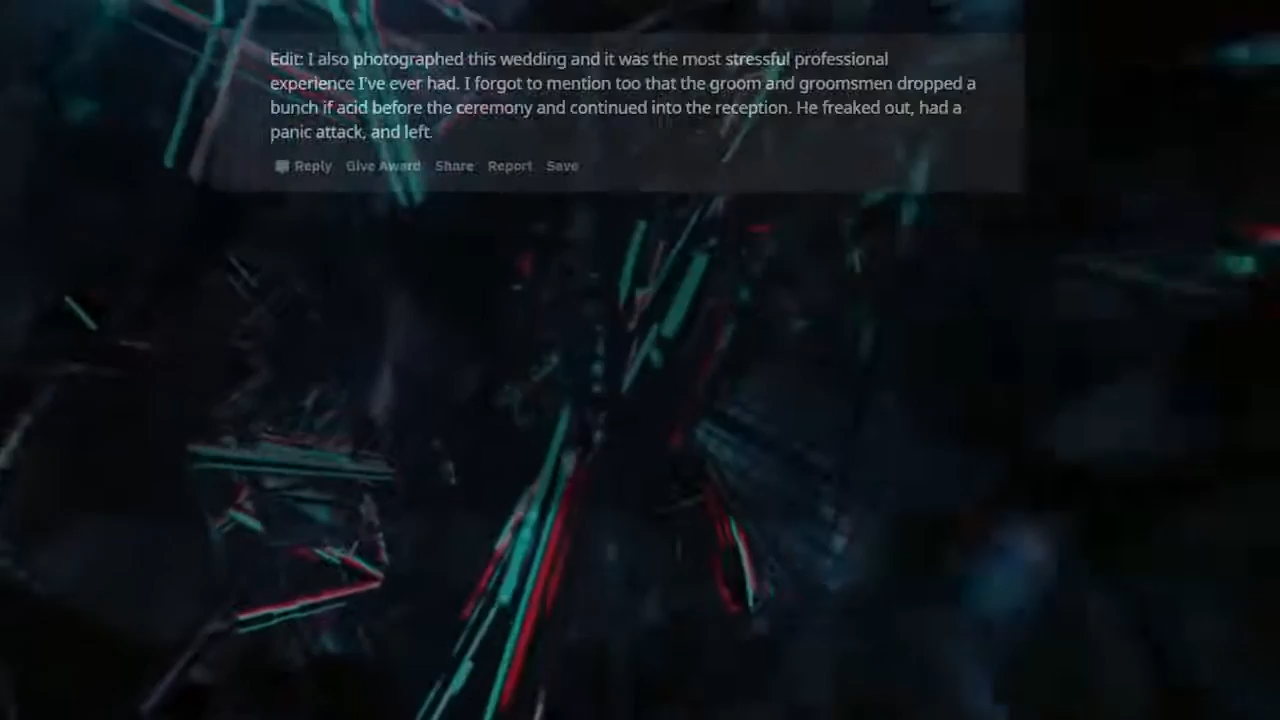 Edit: I also photographed this wedding and it was the most stressful professional
experience I've ever had. I forgot to mention too that the groom and groomsmen dropped a
bunch if acid before the ceremony and continued into the reception. He freaked out, had a
panic attack, and left.
Reply Give Award Share Report Save